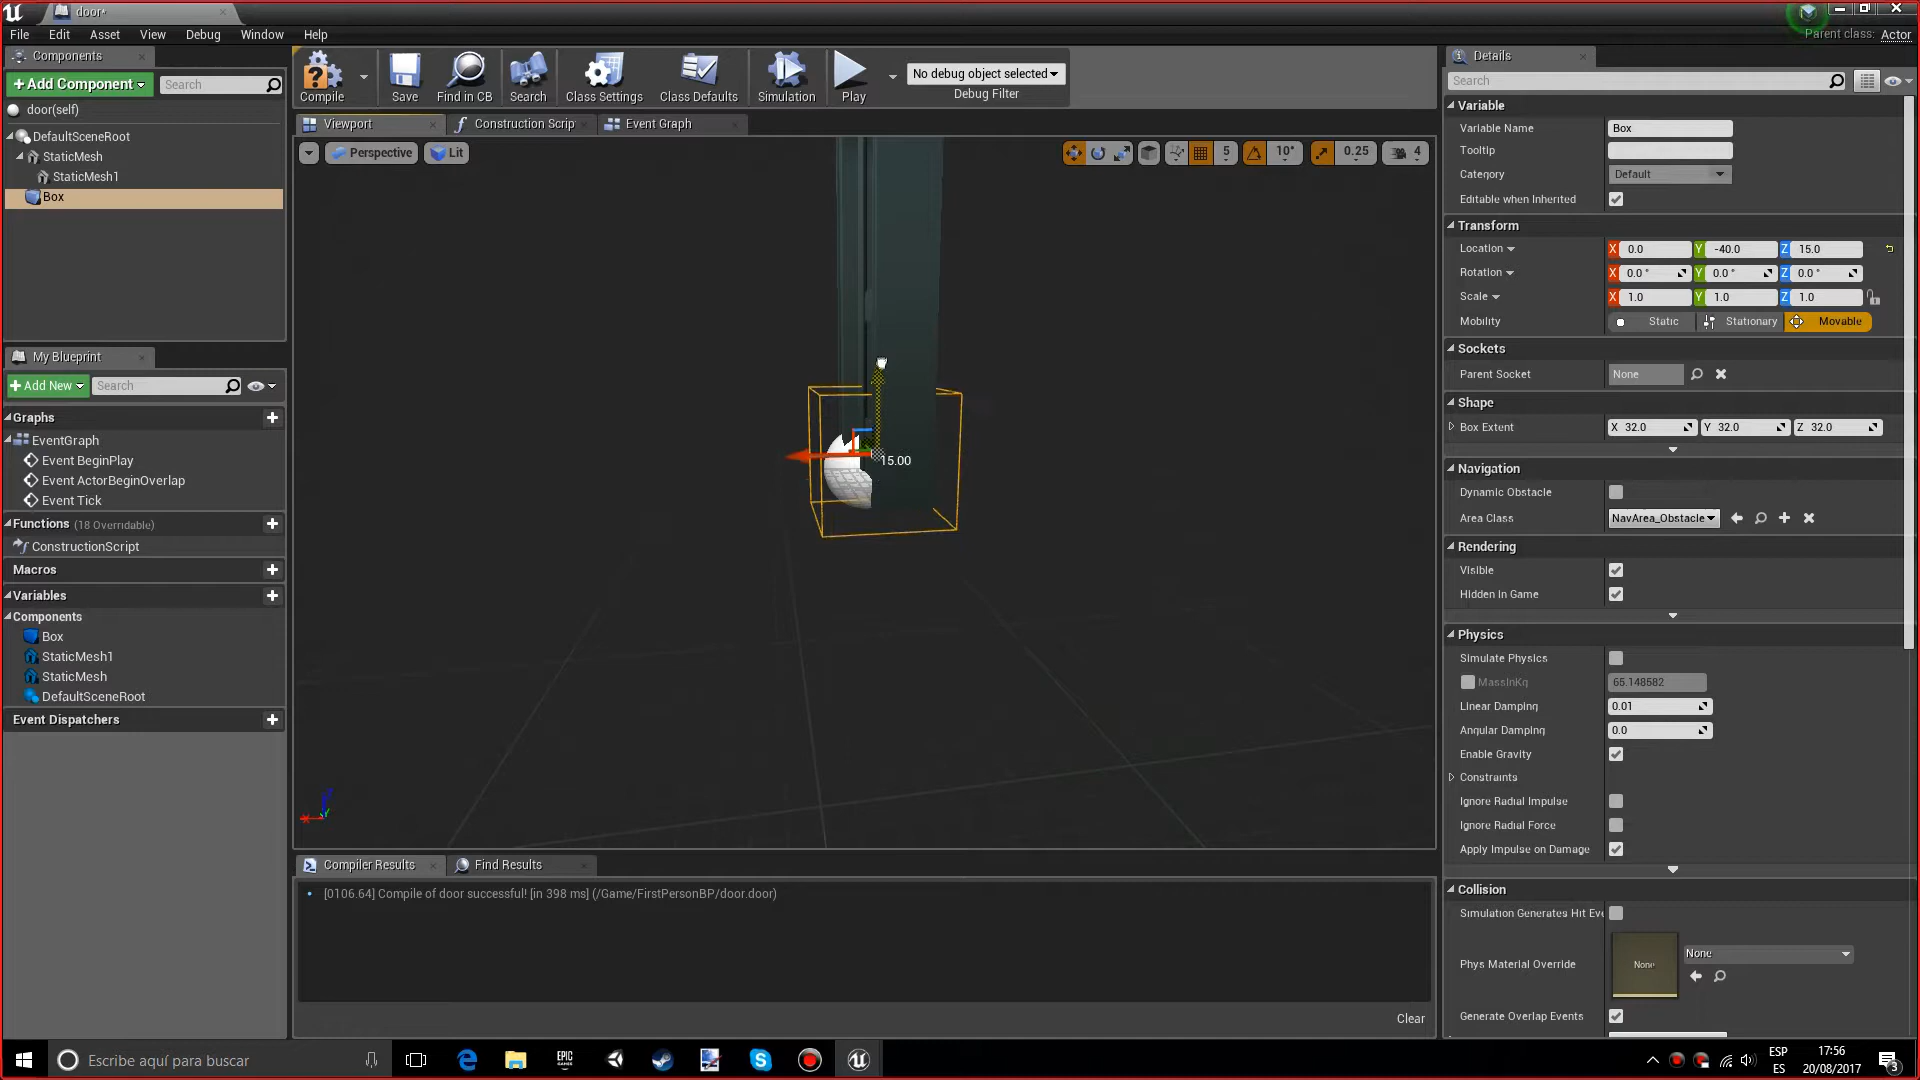 door*
File Edit Asset View Debug Window Help
Parent class: Actor
Components
+Add Component
Search
door(self)
DefaultSceneRoot
StaticMesh
StaticMesh1
Box
My Blueprint
+Add New
Search
Graphs
EventGraph
Event BeginPlay
Event ActorBeginOverlap
Event Tick
Functions (18 Overridable)
ConstructionScript
Macros
Variables
Components
Box
StaticMesh1
StaticMesh
DefaultSceneRoot
Event Dispatchers
Compile
Save
Find in CB
Search
Class Settings
Class Defaults
Simulation
Play
No debug object selected
Debug Filter
Viewport
Construction Scrip
Event Graph
Perspective
Lit
5
10°
0.25
4
15.00
Compiler Results
Find Results
[0106.64] Compile of door successful! [in 398 ms] (/Game/FirstPersonBP/door.door)
Clear
Details
Search
Variable
Variable Name Box
Tooltip
Category Default
Editable when Inherited
Transform
Location X 0.0 Y -40.0 Z 15.0
Rotation X 0.0 ° Y 0.0 ° Z 0.0 °
Scale X 1.0 Y 1.0 Z 1.0
Mobility Static Stationary Movable
Sockets
Parent Socket None
Shape
Box Extent X 32.0 Y 32.0 Z 32.0
Navigation
Dynamic Obstacle
Area Class NavArea_Obstacle
Rendering
Visible
Hidden In Game
Physics
Simulate Physics
MassInKg 65.148582
Linear Damping 0.01
Angular Damping 0.0
Enable Gravity
Constraints
Ignore Radial Impulse
Ignore Radial Force
Apply Impulse on Damage
Collision
Simulation Generates Hit Eve
Phys Material Override None None
Generate Overlap Events
Escribe aquí para buscar
EPIC GAMES
ESP
ES
17:56
20/08/2017
3